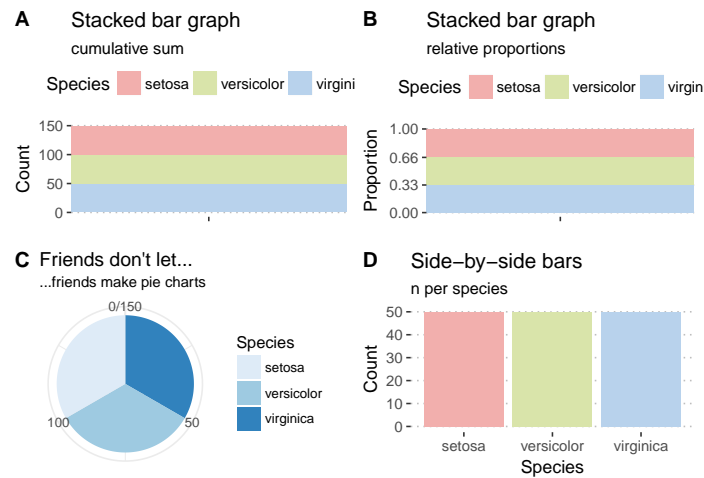 A Stacked bar graph
cumulative sum
Species setosa versicolor virgini
150
100
50
0
Count
B Stacked bar graph
relative proportions
Species setosa versicolor virgin
1.00
0.66
0.33
0.00
Proportion
C Friends don't let...
...friends make pie charts
0/150
50
100
Species
setosa
versicolor
virginica
D Side−by−side bars
n per species
50
40
30
20
10
0
Count
setosa versicolor virginica
Species